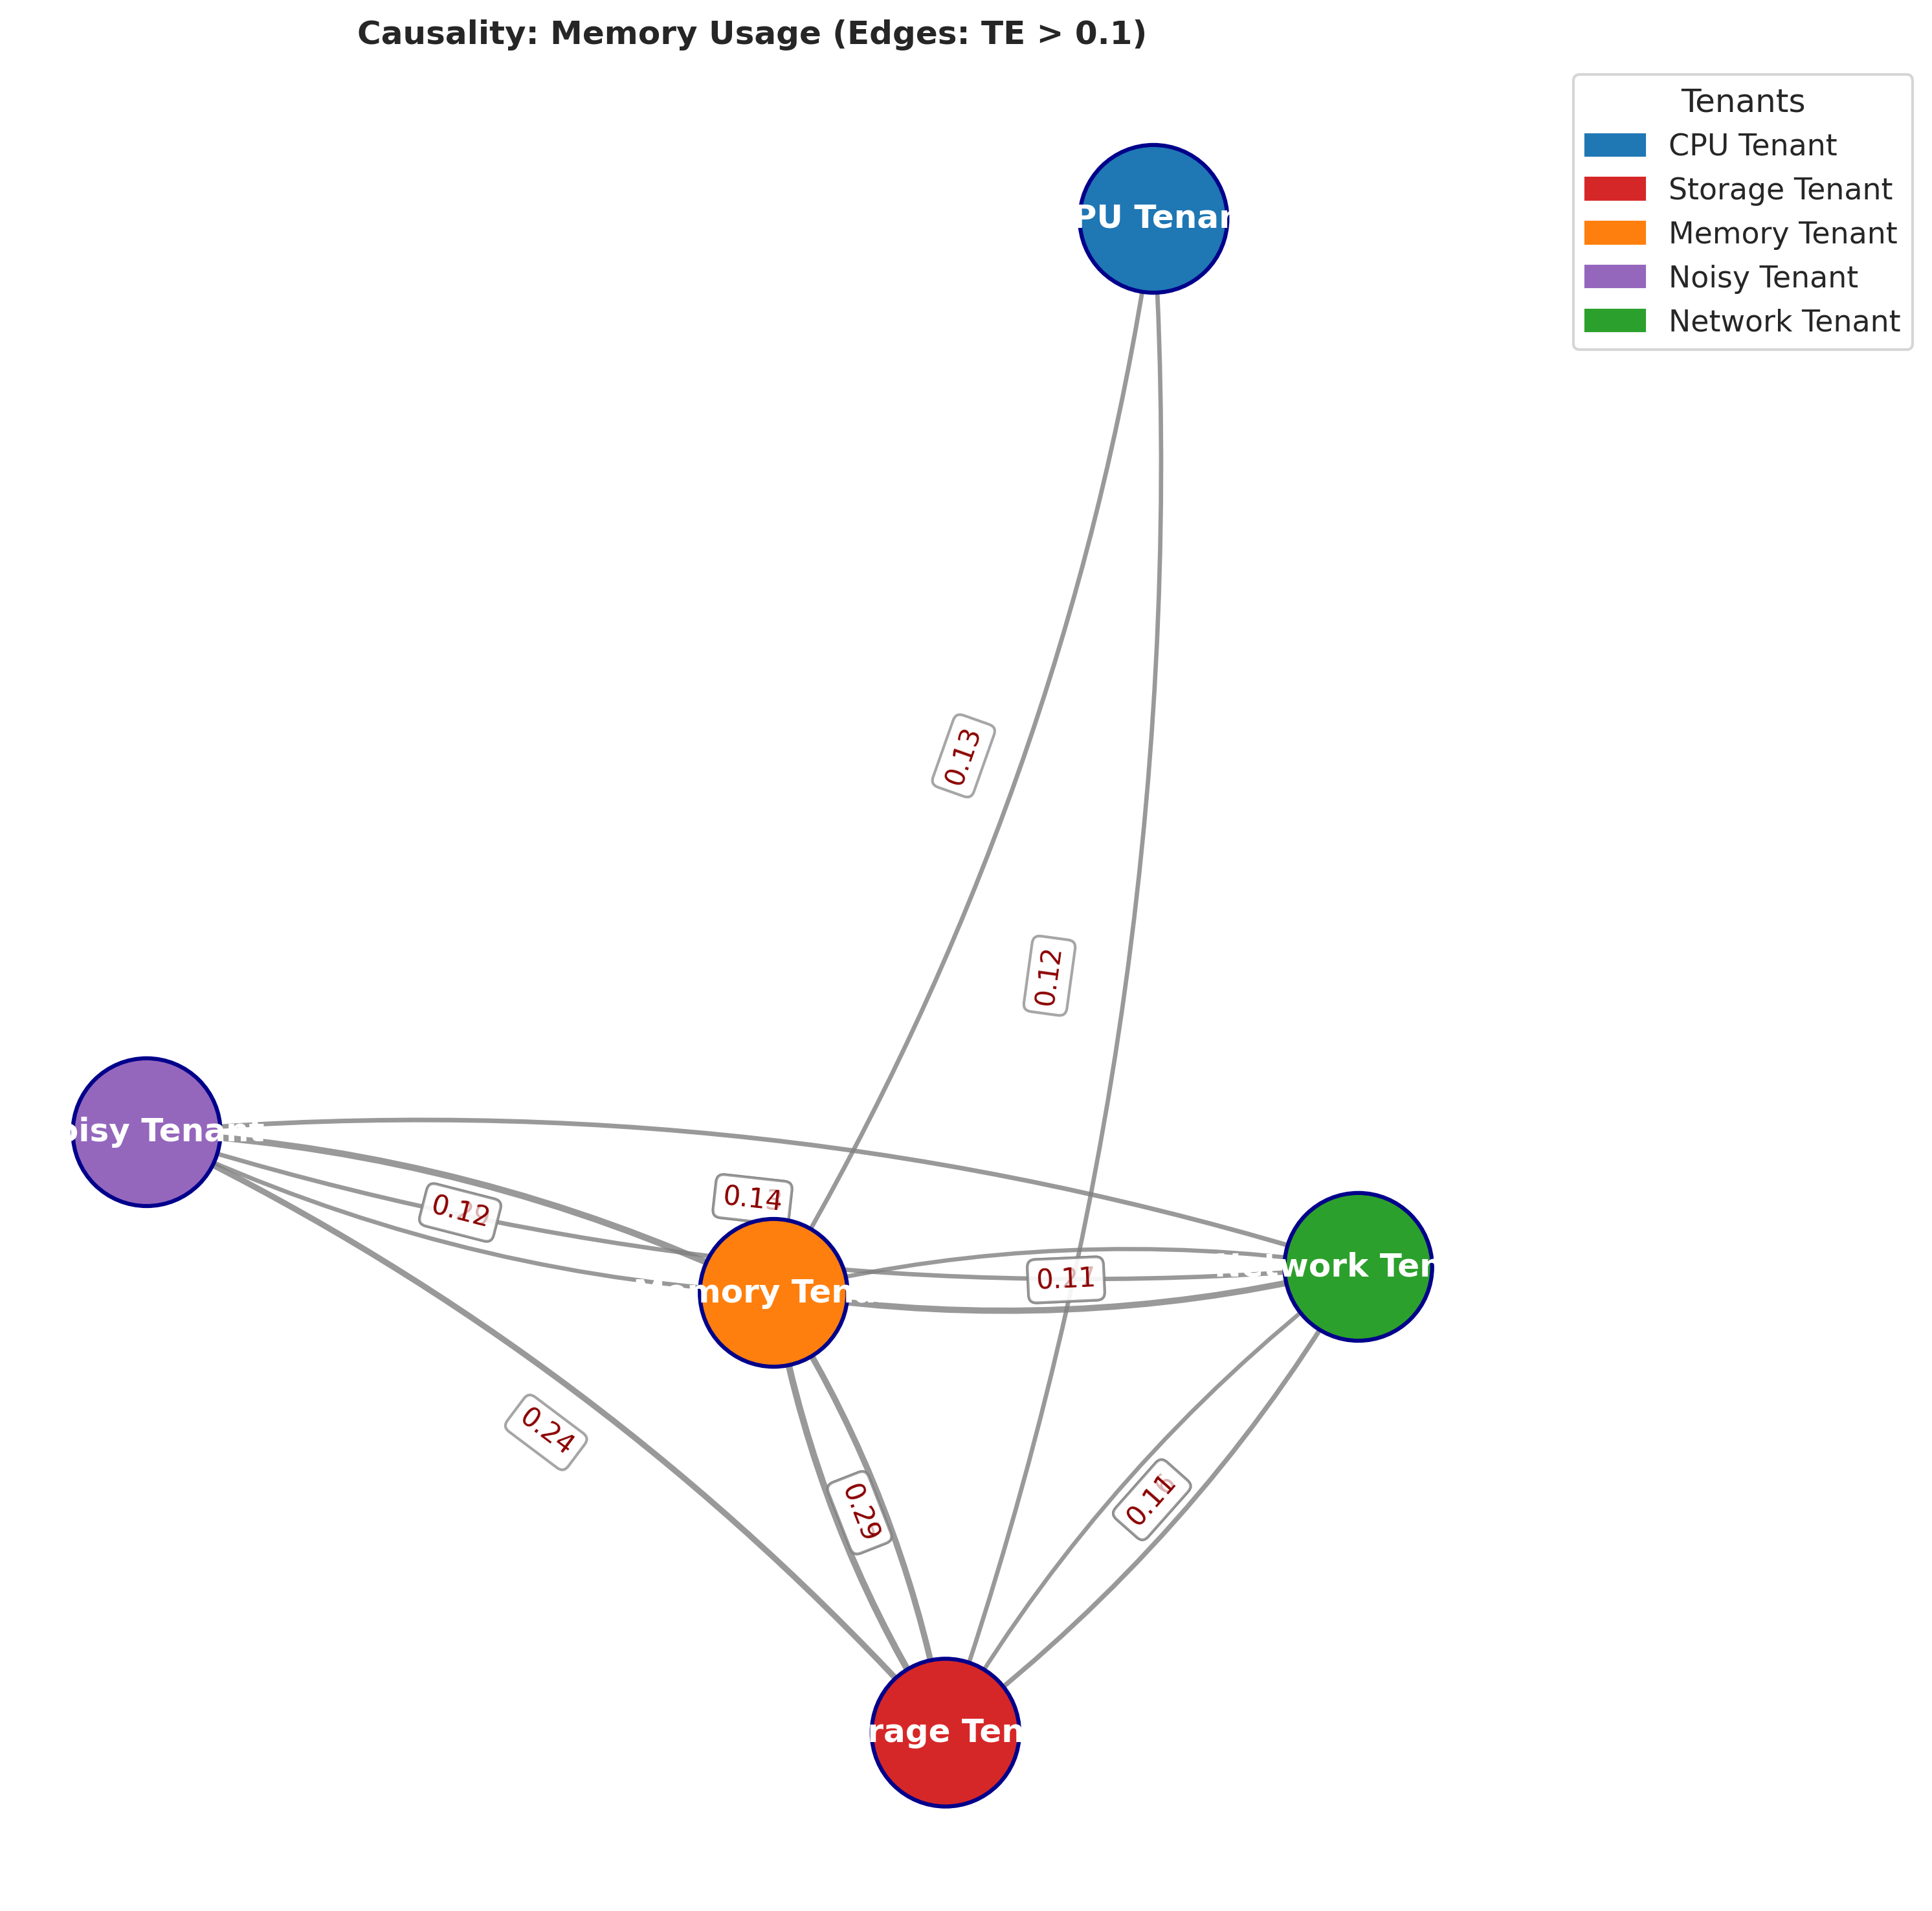 Causality: Memory Usage (Edges: TE > 0.1)
Tenants
CPU Tenant
Storage Tenant
Memory Tenant
Noisy Tenant
Network Tenant
PU Tenan
0.13
0.12
oisy Tenant
0.14
0.12
0.11
mory Tena
Network Ten
0.24
0.29
0.11
rage Ten